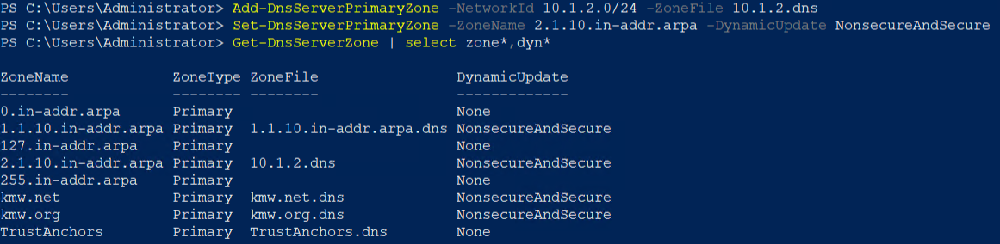 PS C:\Users\Administrator> Add-DnsServerPrimaryZone -NetworkId 10.1.2.0/24 -ZoneFile 10.1.2.dns
PS C:\Users\Administrator> Set-DnsServerPrimaryZone -ZoneName 2.1.10.in-addr.arpa -DynamicUpdate NonsecureAndSecure
PS C:\Users\Administrator> Get-DnsServerZone | select zone*,dyn*
ZoneName ZoneType ZoneFile DynamicUpdate
-------- -------- -------- -------------
0.in-addr.arpa Primary None
1.1.10.in-addr.arpa Primary 1.1.10.in-addr.arpa.dns NonsecureAndSecure
127.in-addr.arpa Primary None
2.1.10.in-addr.arpa Primary 10.1.2.dns NonsecureAndSecure
255.in-addr.arpa Primary None
kmw.net Primary kmw.net.dns NonsecureAndSecure
kmw.org Primary kmw.org.dns NonsecureAndSecure
TrustAnchors Primary TrustAnchors.dns None